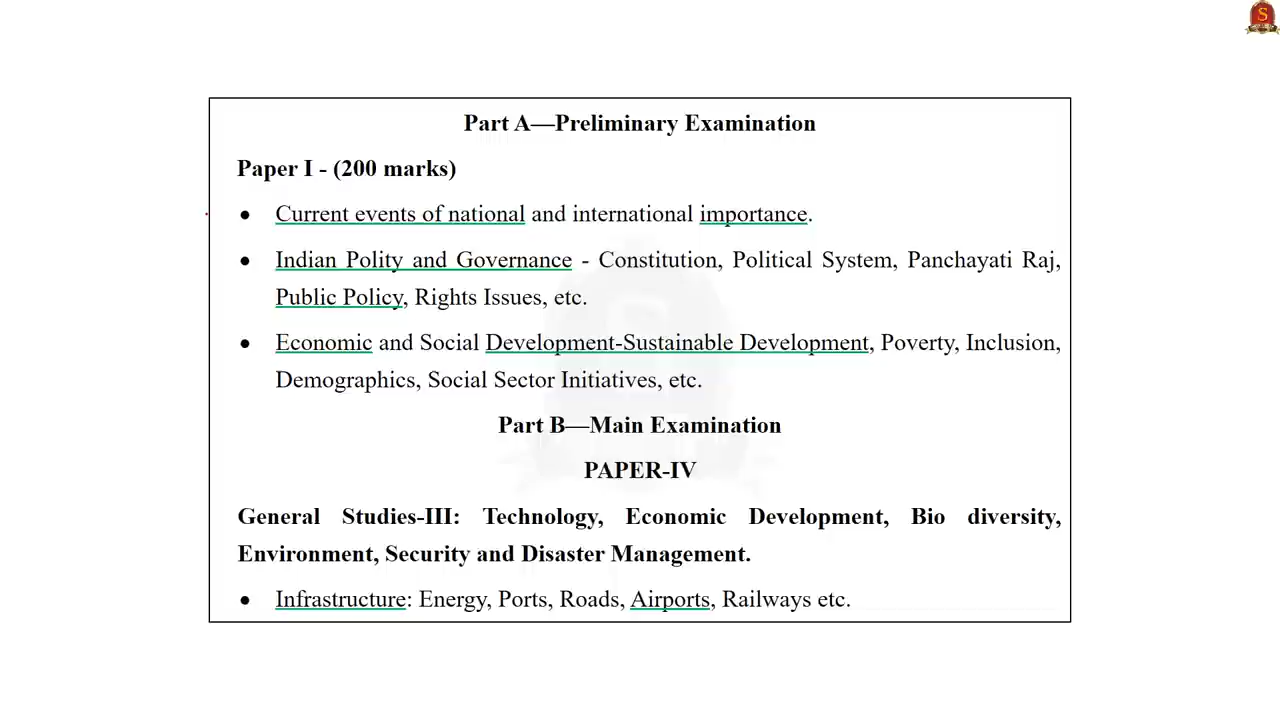 S
Part A—Preliminary Examination
Paper I - (200 marks)
● Current events of national and international importance.
● Indian Polity and Governance - Constitution, Political System, Panchayati Raj,
Public Policy, Rights Issues, etc.
● Economic and Social Development-Sustainable Development, Poverty, Inclusion,
Demographics, Social Sector Initiatives, etc.
Part B—Main Examination
PAPER-IV
General Studies-III: Technology, Economic Development, Bio diversity,
Environment, Security and Disaster Management.
● Infrastructure: Energy, Ports, Roads, Airports, Railways etc.